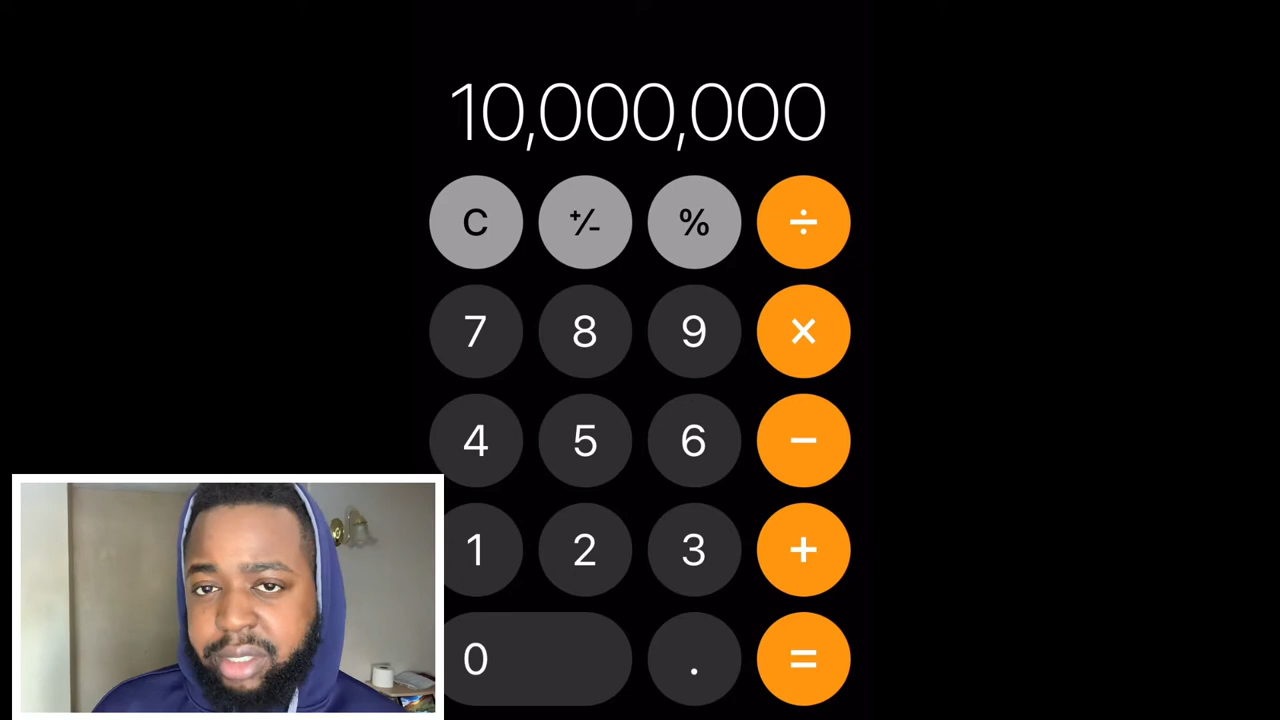 10,000,000
C +/- % ÷
7 8 9 ×
4 5 6 −
1 2 3 +
0 . =